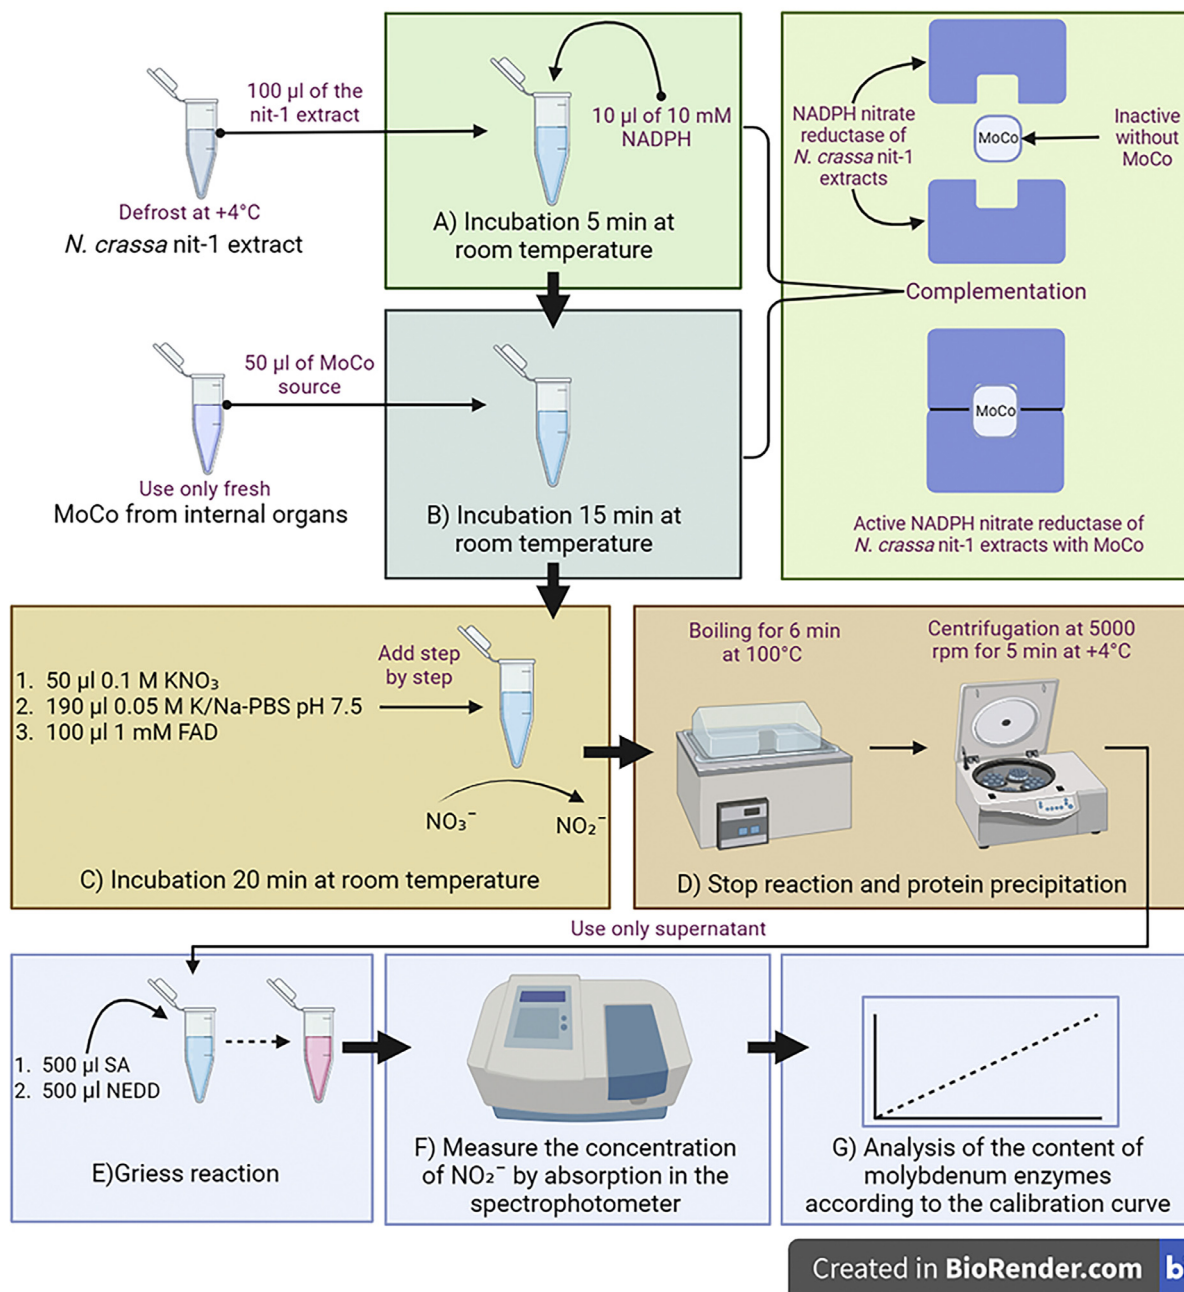 100 µl of the
nit-1 extract
Defrost at +4°C
N. crassa nit-1 extract
10 µl of 10 mM
NADPH
A) Incubation 5 min at
room temperature
NADPH nitrate
reductase of
N. crassa nit-1
extracts
MoCo
Inactive
without
MoCo
Complementation
MoCo
Active NADPH nitrate reductase of
N. crassa nit-1 extracts with MoCo
50 µl of MoCo
source
Use only fresh
MoCo from internal organs
B) Incubation 15 min at
room temperature
1. 50 µl 0.1 M KNO₃
2. 190 µl 0.05 M K/Na-PBS pH 7.5
3. 100 µl 1 mM FAD
Add step
by step
NO₃⁻
NO₂⁻
C) Incubation 20 min at room temperature
Boiling for 6 min
at 100°C
Centrifugation at 5000
rpm for 5 min at +4°C
D) Stop reaction and protein precipitation
Use only supernatant
1. 500 µl SA
2. 500 µl NEDD
E)Griess reaction
F) Measure the concentration
of NO₂⁻ by absorption in the
spectrophotometer
G) Analysis of the content of
molybdenum enzymes
according to the calibration curve
Created in BioRender.com
b